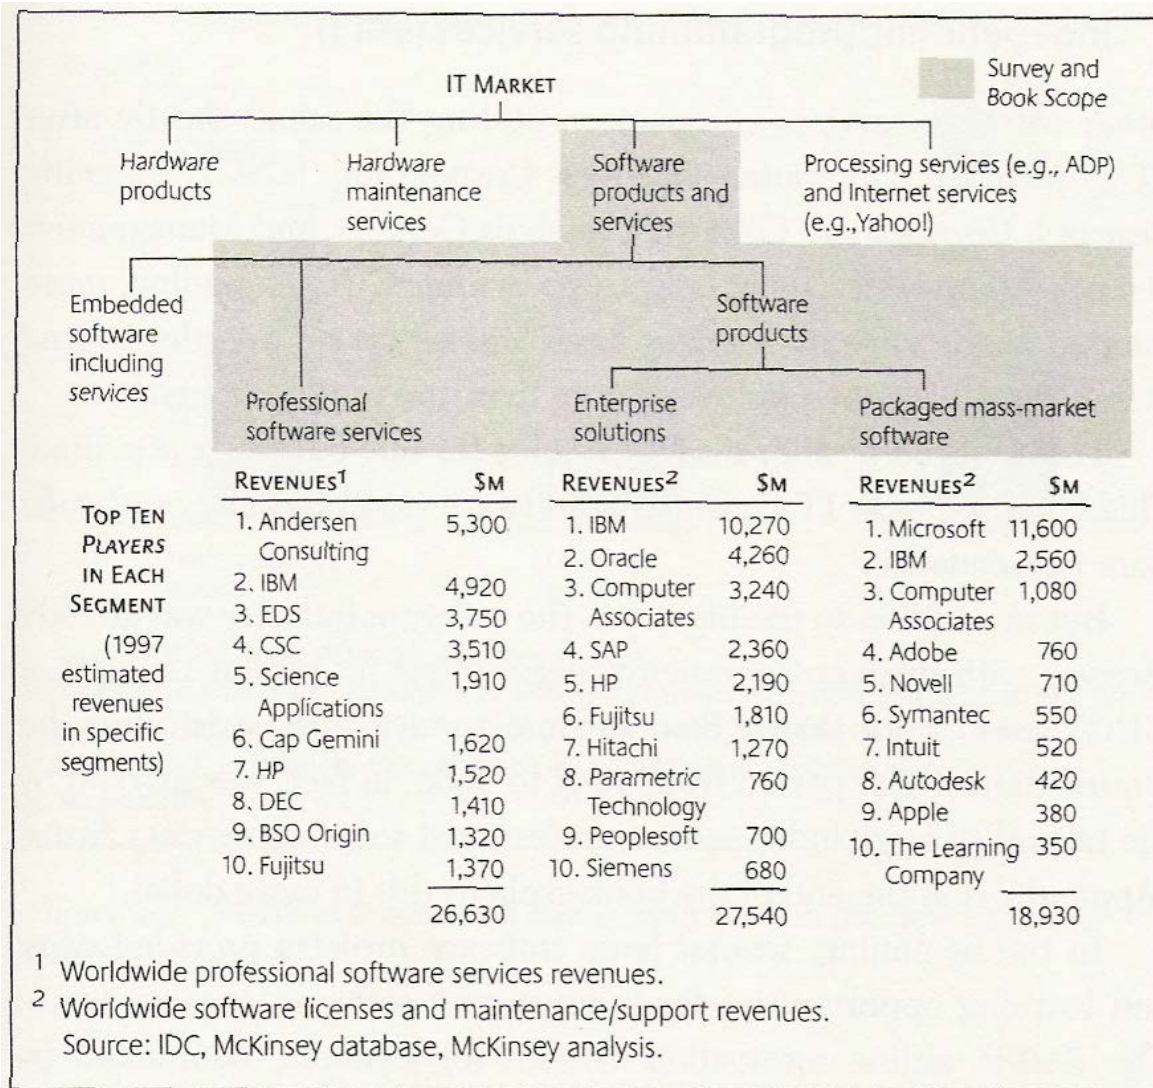 IT MARKET
Survey and
Book Scope
Hardware
products
Hardware
maintenance
services
Software
products and
services
Processing services (e.g., ADP)
and Internet services
(e.g.,Yahoo!)
Embedded
software
including
services
Software
products
Professional
software services
Enterprise
solutions
Packaged mass-market
software
TOP TEN
PLAYERS
IN EACH
SEGMENT
(1997
estimated
revenues
in specific
segments)
REVENUES1 $M
1. Andersen 5,300
Consulting
2. IBM 4,920
3. EDS 3,750
4. CSC 3,510
5. Science 1,910
Applications
6. Cap Gemini 1,620
7. HP 1,520
8. DEC 1,410
9. BSO Origin 1,320
10. Fujitsu 1,370
26,630
REVENUES2 $M
1. IBM 10,270
2. Oracle 4,260
3. Computer 3,240
Associates
4. SAP 2,360
5. HP 2,190
6. Fujitsu 1,810
7. Hitachi 1,270
8. Parametric 760
Technology
9. Peoplesoft 700
10. Siemens 680
27,540
REVENUES2 $M
1. Microsoft 11,600
2. IBM 2,560
3. Computer 1,080
Associates
4. Adobe 760
5. Novell 710
6. Symantec 550
7. Intuit 520
8. Autodesk 420
9. Apple 380
10. The Learning 350
Company
18,930
1 Worldwide professional software services revenues.
2 Worldwide software licenses and maintenance/support revenues.
Source: IDC, McKinsey database, McKinsey analysis.